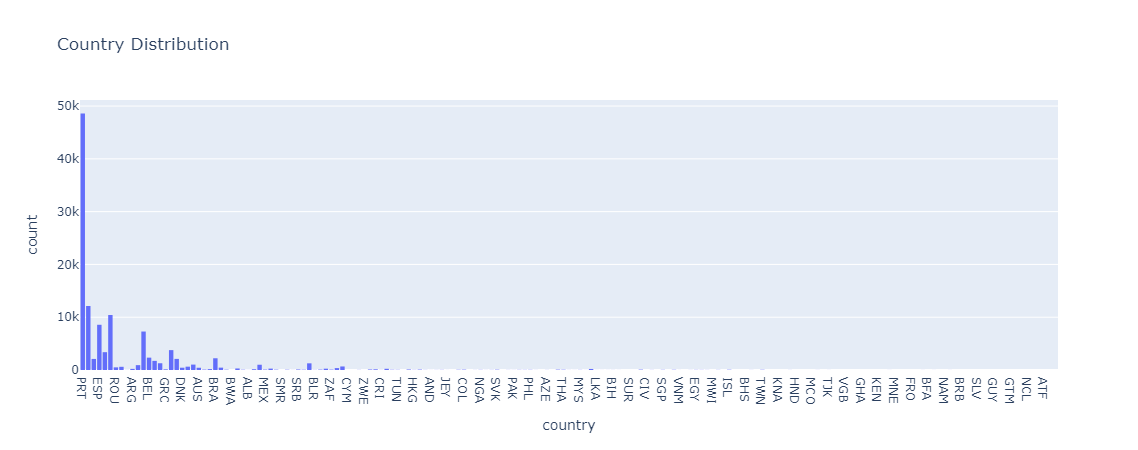 Country Distribution
50k
40k
30k
20k
10k
0
count
PRT
ESP
ROU
ARG
BEL
GRC
DNK
AUS
BRA
BWA
ALB
MEX
SMR
SRB
BLR
ZAF
CYM
ZWE
CRI
TUN
HKG
AND
JEY
COL
NGA
SVK
PAK
PHL
AZE
THA
MYS
LKA
BIH
SUR
CIV
SGP
VNM
EGY
MWI
ISL
BHS
TWN
KNA
HND
MCO
TJK
VGB
GHA
KEN
MNE
FRO
BFA
NAM
BRB
SLV
GUY
GTM
NCL
ATF
country